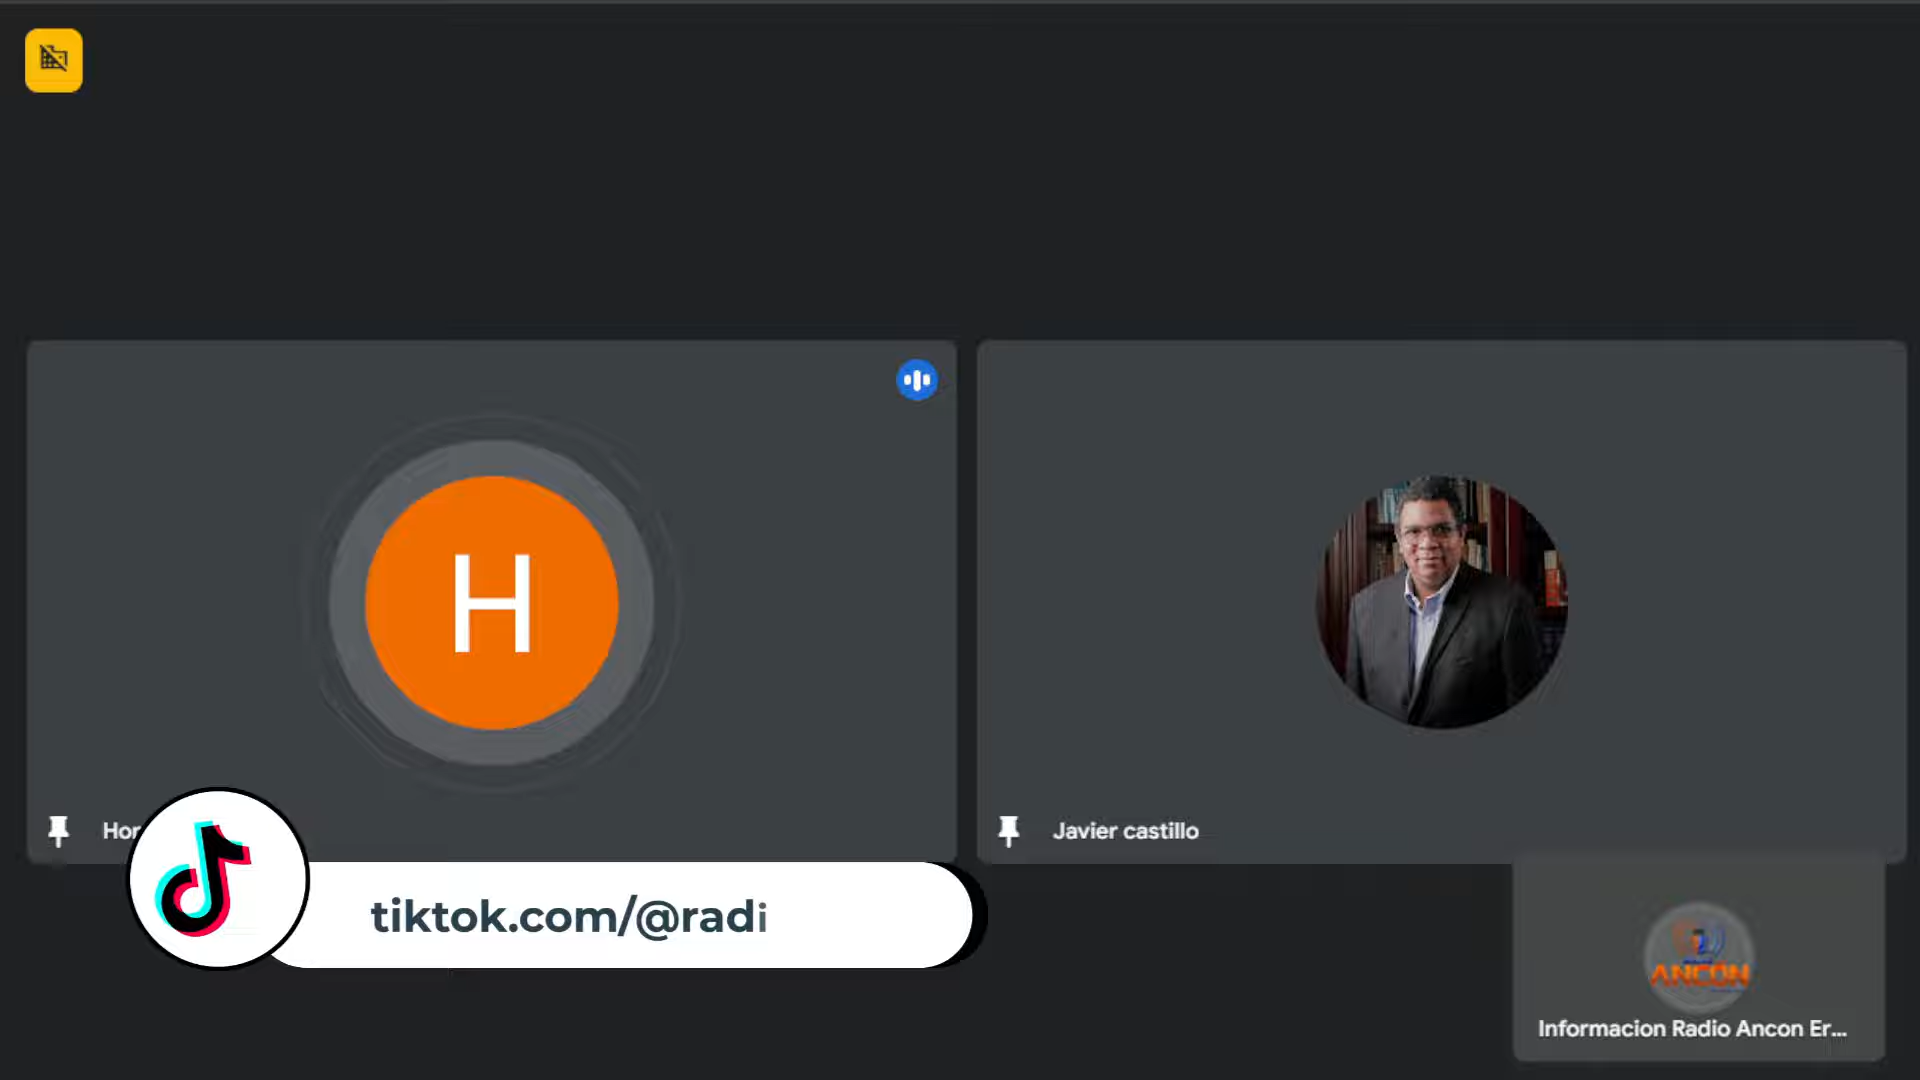 H
Hor
Javier castillo
tiktok.com/@radi
ANCON
Informacion Radio Ancon Er...